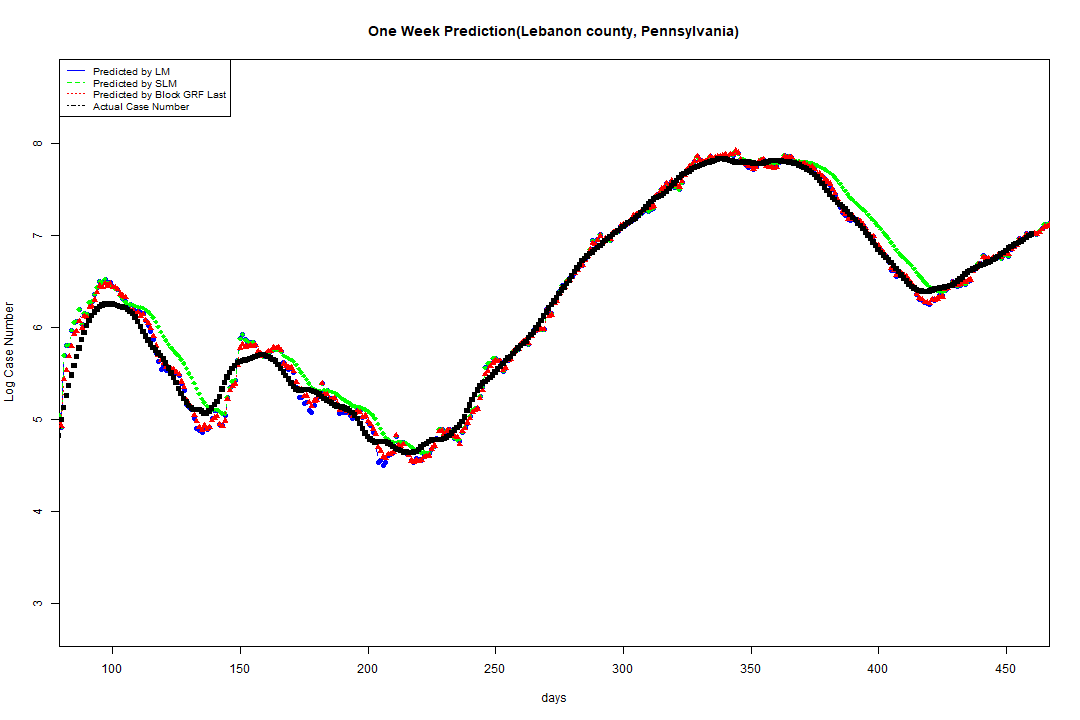 One Week Prediction(Lebanon county, Pennsylvania)
Predicted by LM
Predicted by SLM
Predicted by Block GRF Last
Actual Case Number
8
7
6
5
4
3
Log Case Number
100 150 200 250 300 350 400 450
days